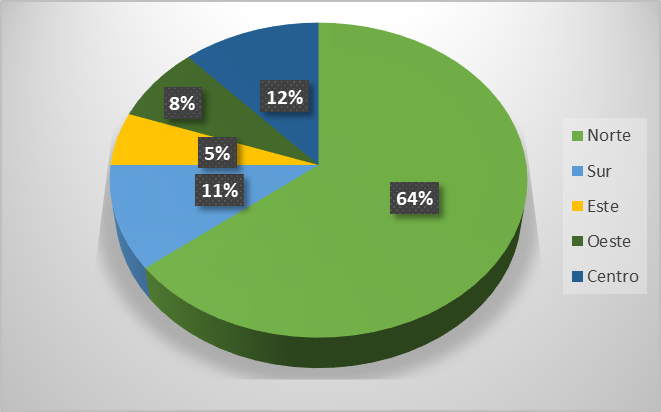 12%
8%
5%
11%
64%
Norte
Sur
Este
Oeste
Centro